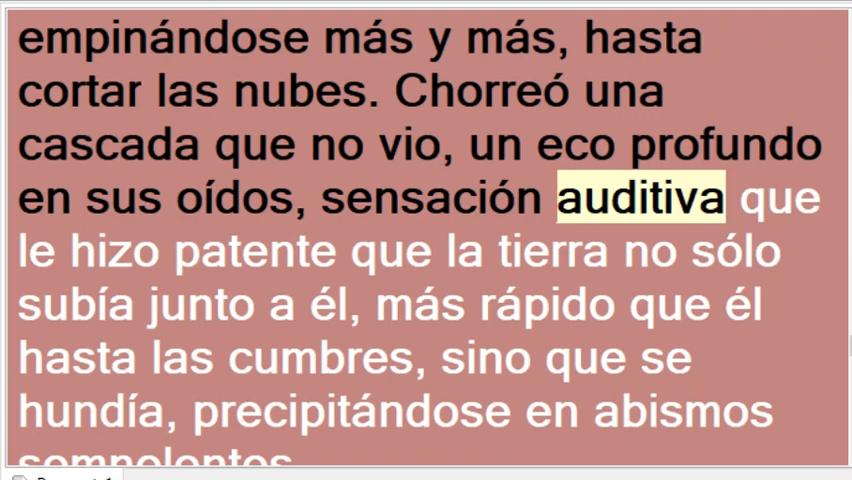 empinándose más y más, hasta
cortar las nubes. Chorreó una
cascada que no vio, un eco profundo
en sus oídos, sensación auditiva que
le hizo patente que la tierra no sólo
subía junto a él, más rápido que él
hasta las cumbres, sino que se
hundía, precipitándose en abismos
somnolentos